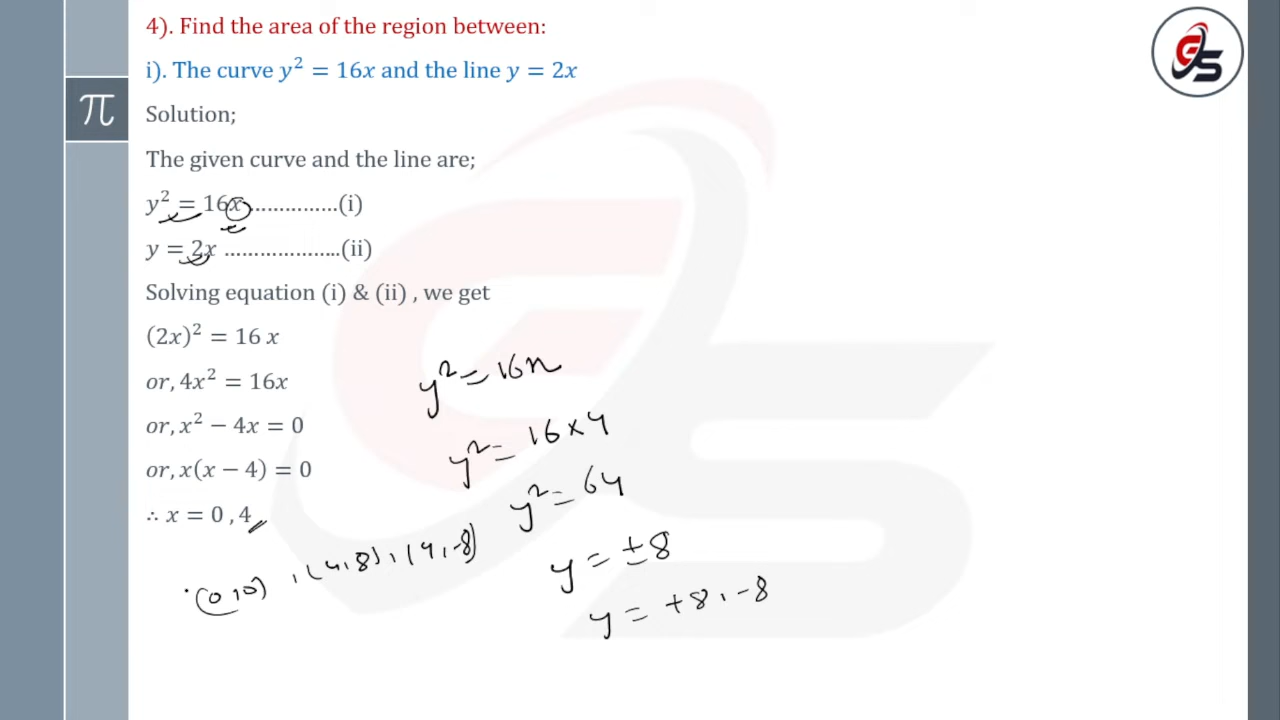 4). Find the area of the region between:
i). The curve y² = 16x and the line y = 2x
π
Solution;
The given curve and the line are;
y² = 16x...............(i)
y = 2x ....................(ii)
Solving equation (i) & (ii) , we get
(2x)² = 16 x
or, 4x² = 16x
or, x² − 4x = 0
or, x(x − 4) = 0
∴ x = 0 , 4
y² = 16x
y² = 16 × 4
y² = 64
y = ±8
y = +8, -8
(0,0), (4,8), (4,-8)
GS